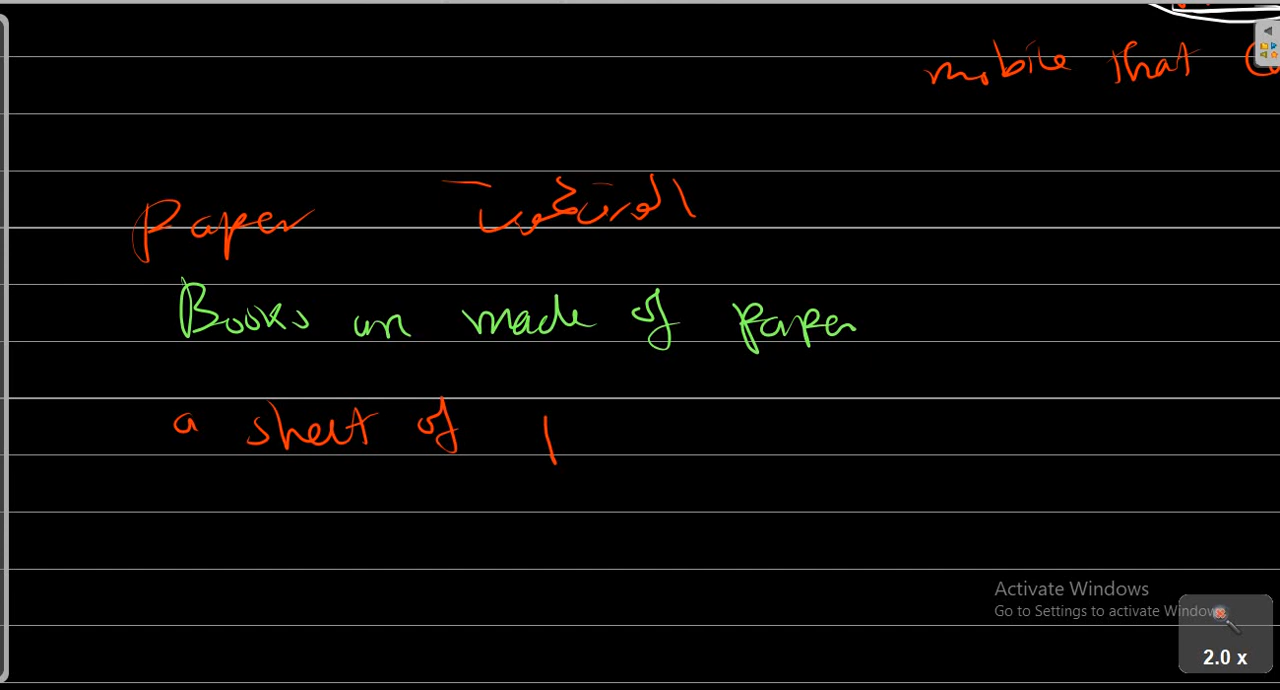 mobile that
Paper
Books are made of paper
a sheet of p
Activate Windows
Go to Settings to activate Windows
2.0 x